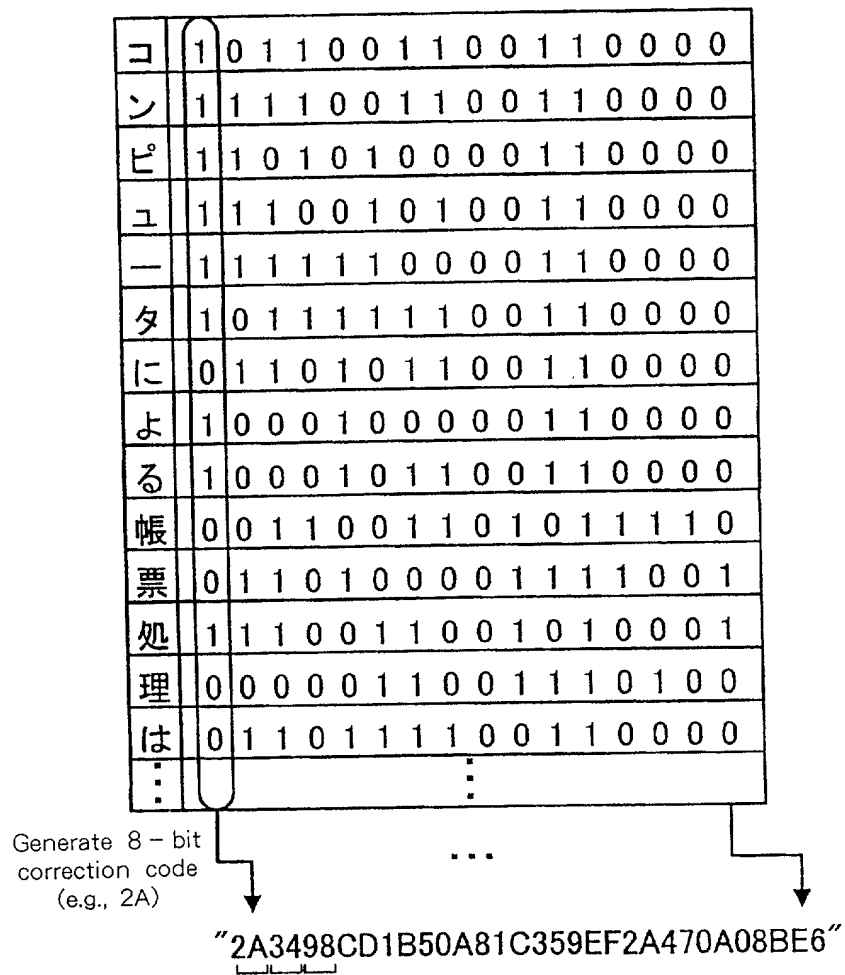 コ 1 0 1 1 0 0 1 1 0 0 1 1 0 0 0 0
ン 1 1 1 1 0 0 1 1 0 0 1 1 0 0 0 0
ピ 1 1 0 1 0 1 0 0 0 0 1 1 0 0 0 0
ュ 1 1 1 0 0 1 0 1 0 0 1 1 0 0 0 0
ー 1 1 1 1 1 1 0 0 0 0 1 1 0 0 0 0
タ 1 0 1 1 1 1 1 1 0 0 1 1 0 0 0 0
に 0 1 1 0 1 0 1 1 0 0 1 1 0 0 0 0
よ 1 0 0 0 1 0 0 0 0 0 1 1 0 0 0 0
る 1 0 0 0 1 0 1 1 0 0 1 1 0 0 0 0
帳 0 0 1 1 0 0 1 1 0 1 0 1 1 1 1 0
票 0 1 1 0 1 0 0 0 0 1 1 1 1 0 0 1
処 1 1 1 0 0 1 1 0 0 1 0 1 0 0 0 1
理 0 0 0 0 0 1 1 0 0 1 1 1 0 1 0 0
は 0 1 1 0 1 1 1 1 0 0 1 1 0 0 0 0
⋮ ⋮
Generate 8-bit
correction code
(e.g., 2A)
...
"2A3498CD1B50A81C359EF2A470A08BE6"